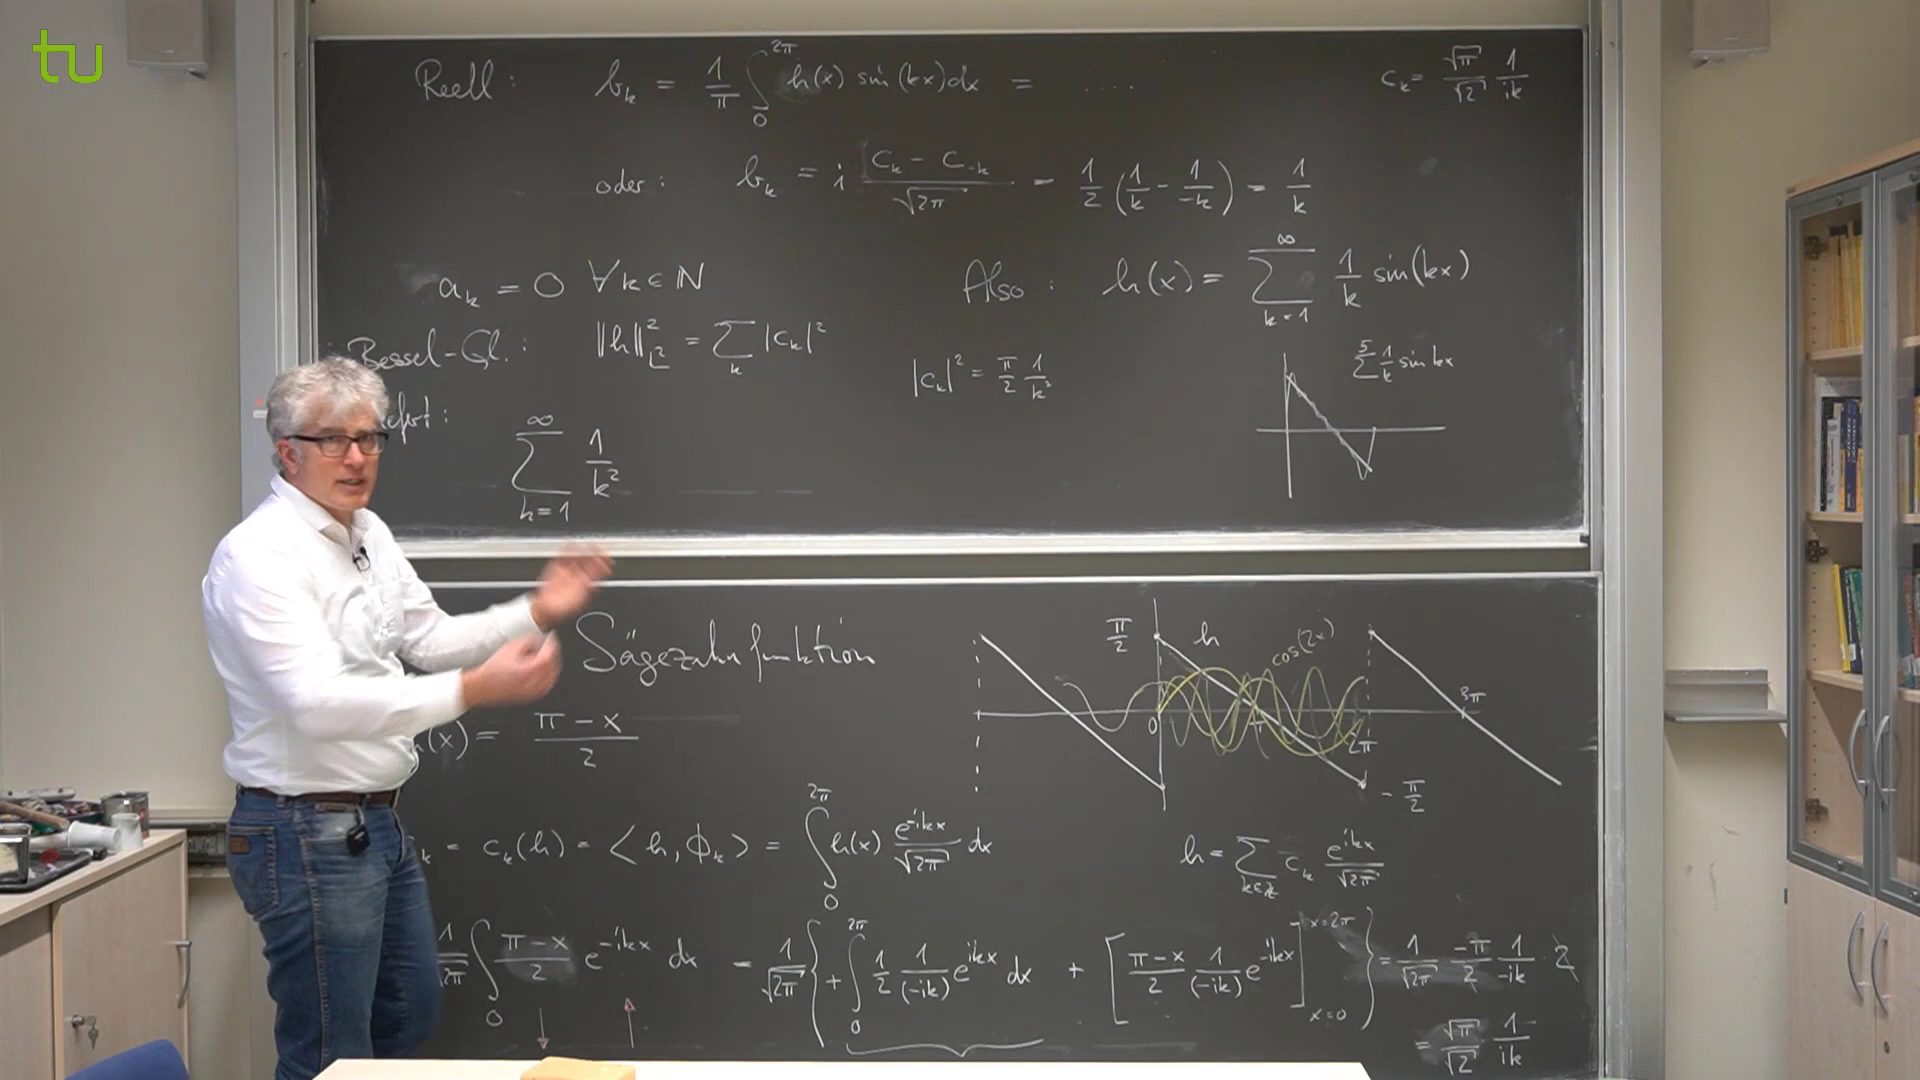 tu
Reell : b_k = 1/π ∫_0^{2π} h(x) sin(kx)dx = ....
c_k = √π/√2 1/ik
oder : b_k = i (c_k - c_{-k})/√2π = 1/2 (1/k - 1/-k) = 1/k
a_k = 0 ∀k∈ℕ
Also : h(x) = ∑_{k=1}^∞ 1/k sin(kx)
Bessel-Gl. : ‖h‖²_{L²} = ∑_k |c_k|²
|c_k|² = π/2 1/k²
∑^5 1/k sin kx
∑_{k=1}^∞ 1/k²
Sägezahnfunktion
π/2 h cos(2x)
0 π 2π 3π
-π/2
h(x) = (π-x)/2
c_k(h) = <h, ϕ_k> = ∫_0^{2π} h(x) e^{-ikx}/√2π dx
h = ∑_{k∈ℤ} c_k e^{ikx}/√2π
1/√2π ∫_0 (π-x)/2 e^{-ikx} dx = 1/√2π { + ∫_0^{2π} 1/2 1/(-ik) e^{ikx} dx + [ (π-x)/2 1/(-ik) e^{-ikx} ]_{x=0}^{x=2π} } = 1/√2π -π/2 1/-ik · 2
= √π/√2 · 1/ik